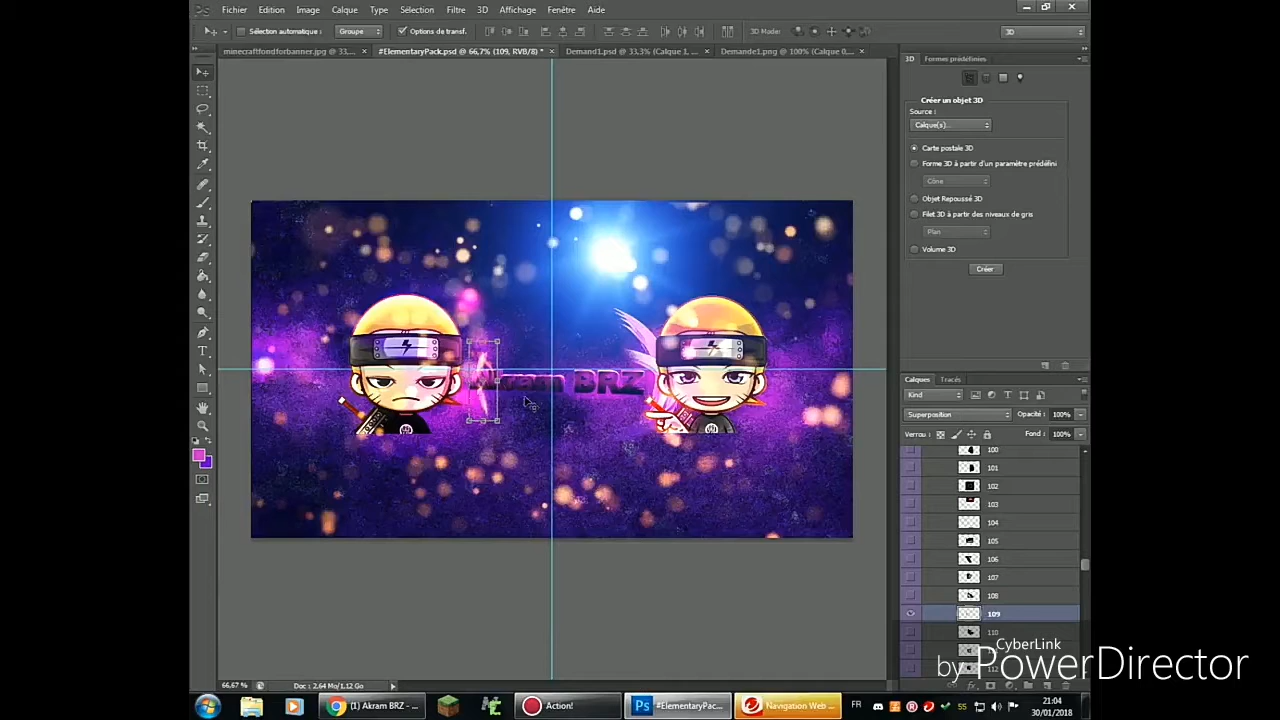 Ps Fichier Edition Image Calque Type Sélection Filtre 3D Affichage Fenêtre Aide
Sélection automatique : Groupe Options de transf. 3D Mode : 3D
minecraftfondforbanner.jpg @ 33,... × #ElementaryPack.psd @ 66,7% (109, RVB/8) * × Demand1.psd @ 33,3% (Calque 1, ... × Demande1.png @ 100% (Calque 0, ... ×
3D Formes prédéfinies
Créer un objet 3D
Source :
Calque(s)...
Carte postale 3D
Forme 3D à partir d'un paramètre prédéfini
Cône
Objet Repoussé 3D
Filet 3D à partir des niveaux de gris
Plan
Volume 3D
Créer
Akram BRZ
Calques Tracés
Kind
Superposition Opacité : 100%
Verrou : Fond : 100%
100
101
102
103
104
105
106
107
108
109
110
CyberLink
by PowerDirector
66,67 % Doc : 2.64 Mo/1,12 Go
(1) Akram BRZ - ... Action! Ps #ElementaryPac... Navigation Web ... FR 55 21:04
30/01/2018